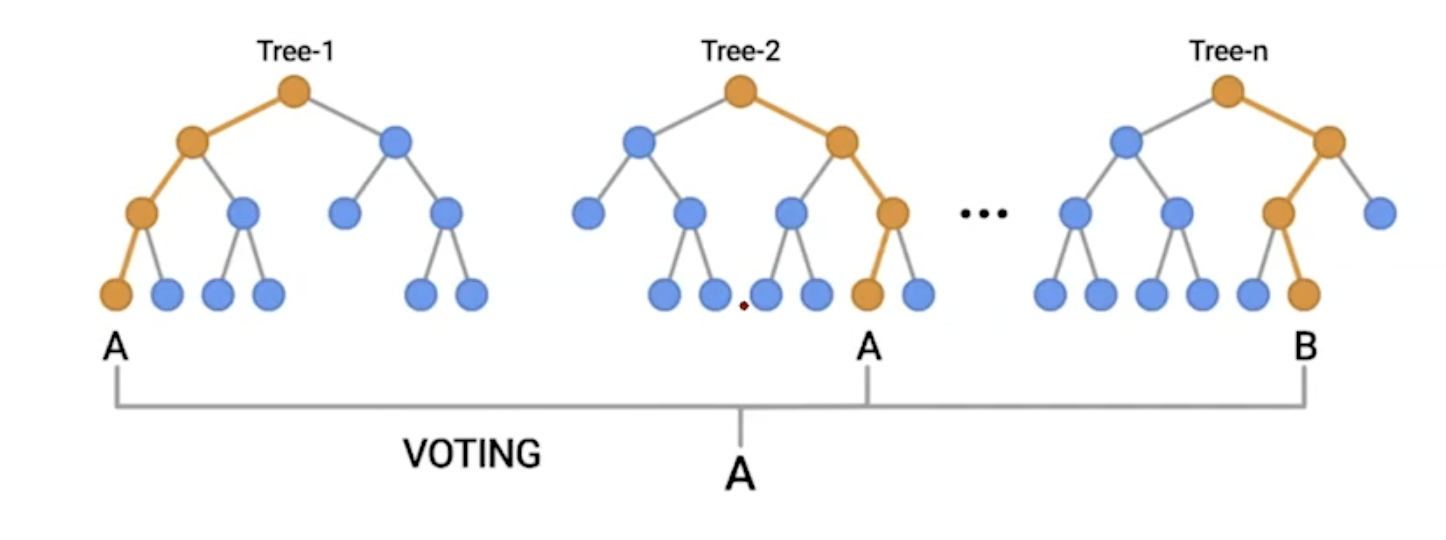 Tree-1 Tree-2 Tree-n
...
A A B
VOTING
A